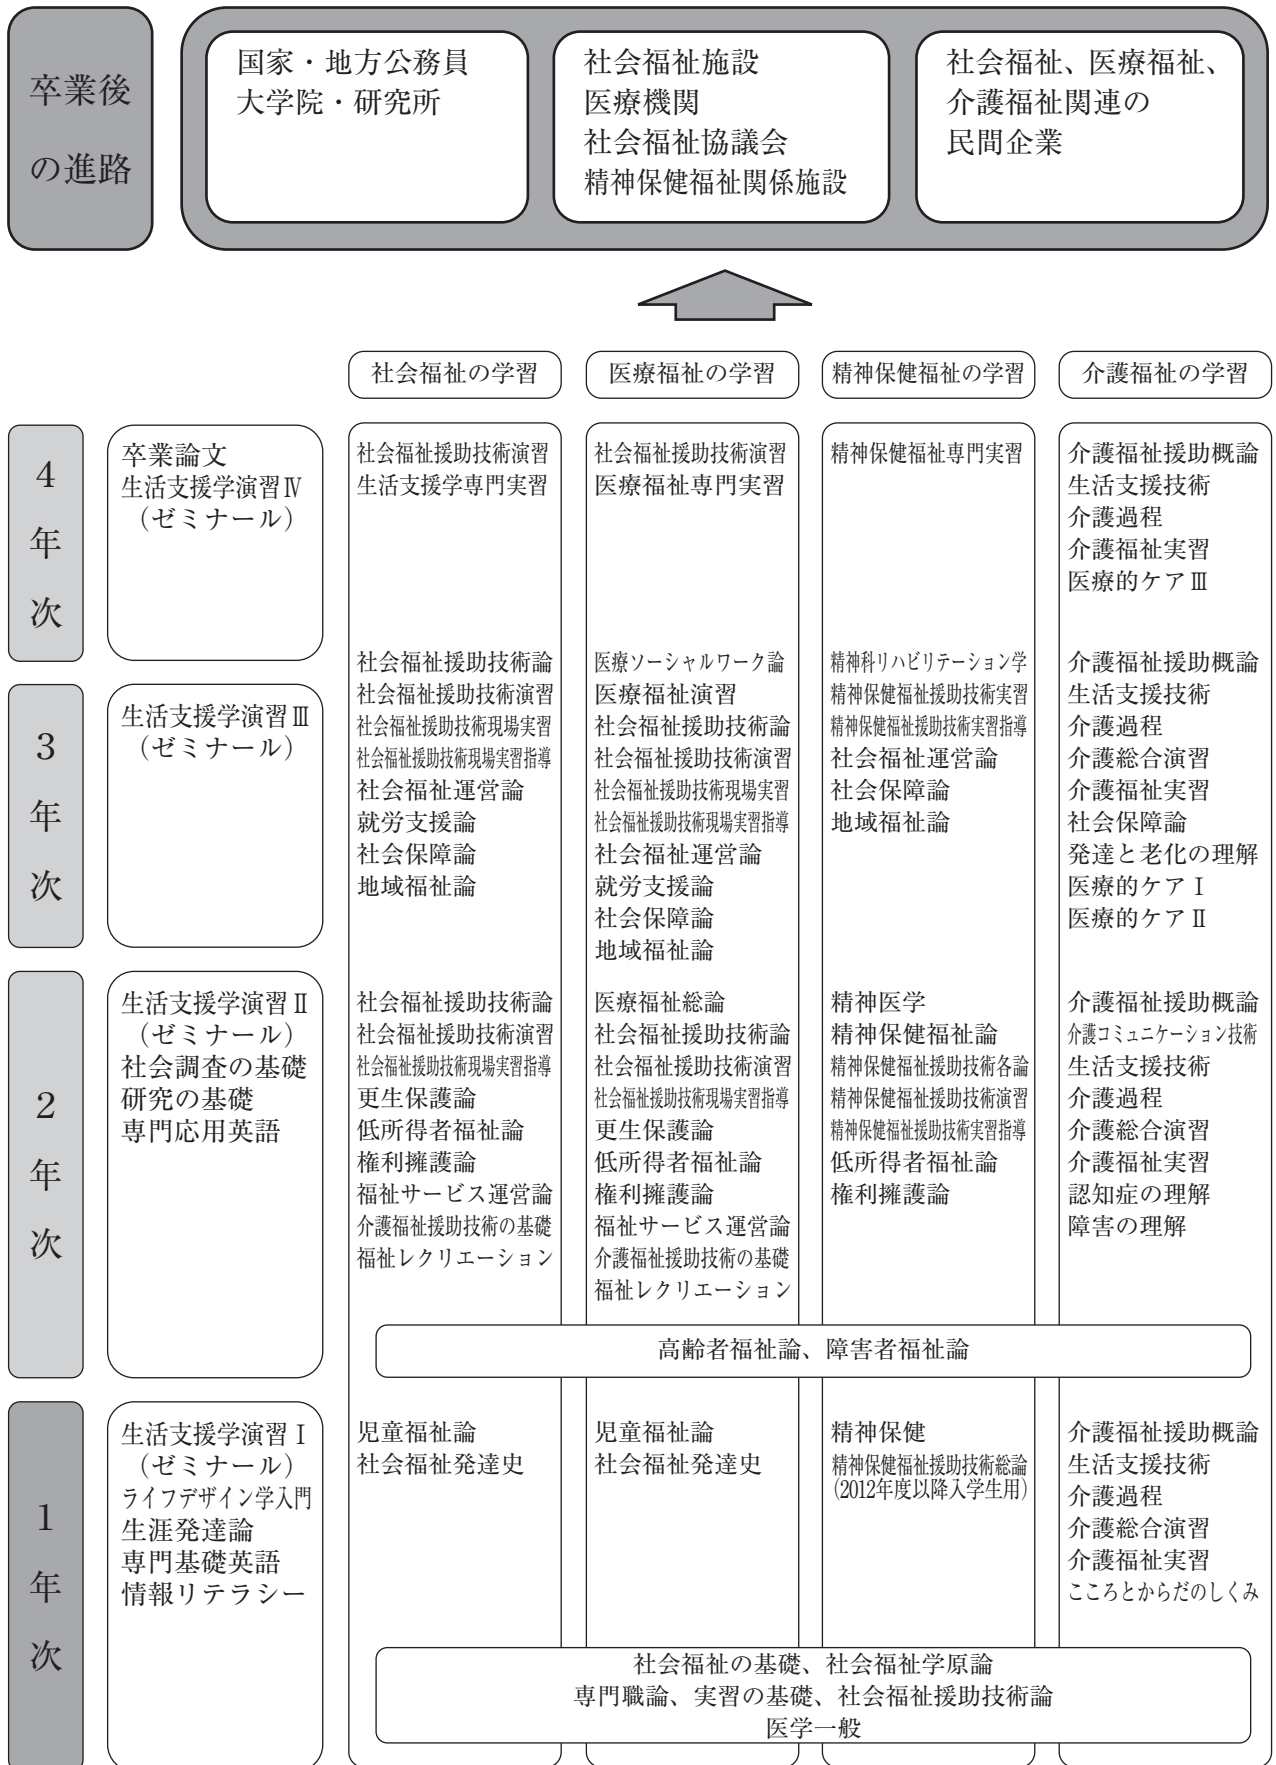 卒業後
の進路
国家・地方公務員
大学院・研究所
社会福祉施設
医療機関
社会福祉協議会
精神保健福祉関係施設
社会福祉、医療福祉、
介護福祉関連の
民間企業
社会福祉の学習
医療福祉の学習
精神保健福祉の学習
介護福祉の学習
4年次
卒業論文
生活支援学演習Ⅳ
(ゼミナール)
社会福祉援助技術演習
生活支援学専門実習
社会福祉援助技術演習
医療福祉専門実習
精神保健福祉専門実習
介護福祉援助概論
生活支援技術
介護過程
介護福祉実習
医療的ケアⅢ
3年次
生活支援学演習Ⅲ
(ゼミナール)
社会福祉援助技術論
社会福祉援助技術演習
社会福祉援助技術現場実習
社会福祉援助技術現場実習指導
社会福祉運営論
就労支援論
社会保障論
地域福祉論
医療ソーシャルワーク論
医療福祉演習
社会福祉援助技術論
社会福祉援助技術演習
社会福祉援助技術現場実習
社会福祉援助技術現場実習指導
社会福祉運営論
就労支援論
社会保障論
地域福祉論
精神科リハビリテーション学
精神保健福祉援助技術実習
精神保健福祉援助技術実習指導
社会福祉運営論
社会保障論
地域福祉論
介護福祉援助概論
生活支援技術
介護過程
介護総合演習
介護福祉実習
社会保障論
発達と老化の理解
医療的ケアⅠ
医療的ケアⅡ
2年次
生活支援学演習Ⅱ
(ゼミナール)
社会調査の基礎
研究の基礎
専門応用英語
社会福祉援助技術論
社会福祉援助技術演習
社会福祉援助技術現場実習指導
更生保護論
低所得者福祉論
権利擁護論
福祉サービス運営論
介護福祉援助技術の基礎
福祉レクリエーション
医療福祉総論
社会福祉援助技術論
社会福祉援助技術演習
社会福祉援助技術現場実習指導
更生保護論
低所得者福祉論
権利擁護論
福祉サービス運営論
介護福祉援助技術の基礎
福祉レクリエーション
精神医学
精神保健福祉論
精神保健福祉援助技術各論
精神保健福祉援助技術演習
精神保健福祉援助技術実習指導
低所得者福祉論
権利擁護論
介護福祉援助概論
介護コミュニケーション技術
生活支援技術
介護過程
介護総合演習
介護福祉実習
認知症の理解
障害の理解
高齢者福祉論、障害者福祉論
1年次
生活支援学演習Ⅰ
(ゼミナール)
ライフデザイン学入門
生涯発達論
専門基礎英語
情報リテラシー
児童福祉論
社会福祉発達史
児童福祉論
社会福祉発達史
精神保健
精神保健福祉援助技術総論
(2012年度以降入学生用)
介護福祉援助概論
生活支援技術
介護過程
介護総合演習
介護福祉実習
こころとからだのしくみ
社会福祉の基礎、社会福祉学原論
専門職論、実習の基礎、社会福祉援助技術論
医学一般